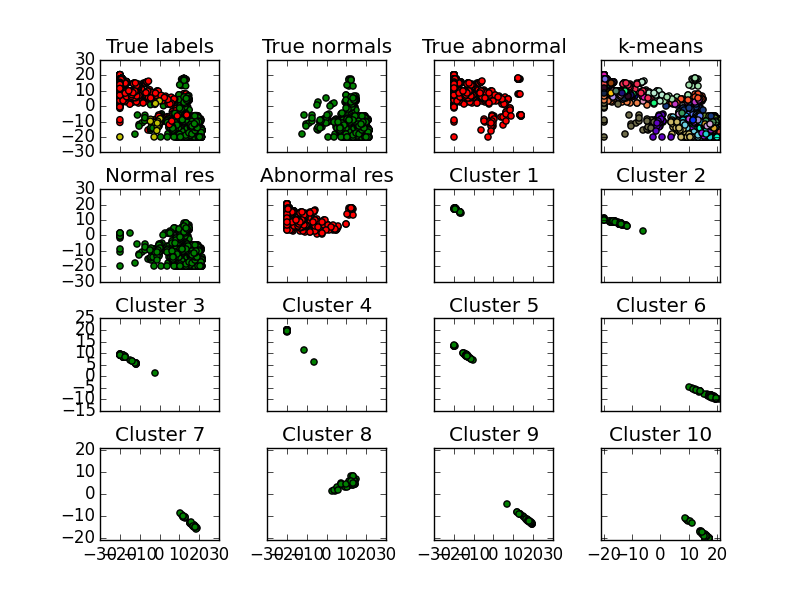 True labels
True normals
True abnormal
k-means
30
20
10
0
−10
−20
−30
Normal res
Abnormal res
Cluster 1
Cluster 2
30
20
10
0
−10
−20
−30
Cluster 3
Cluster 4
Cluster 5
Cluster 6
25
20
15
10
5
0
−5
−10
−15
Cluster 7
Cluster 8
Cluster 9
Cluster 10
20
10
0
−10
−20
−30 −20 −10 0 10 20 30
−30 −20 −10 0 10 20 30
−30 −20 −10 0 10 20 30
−20 −10 0 10 20